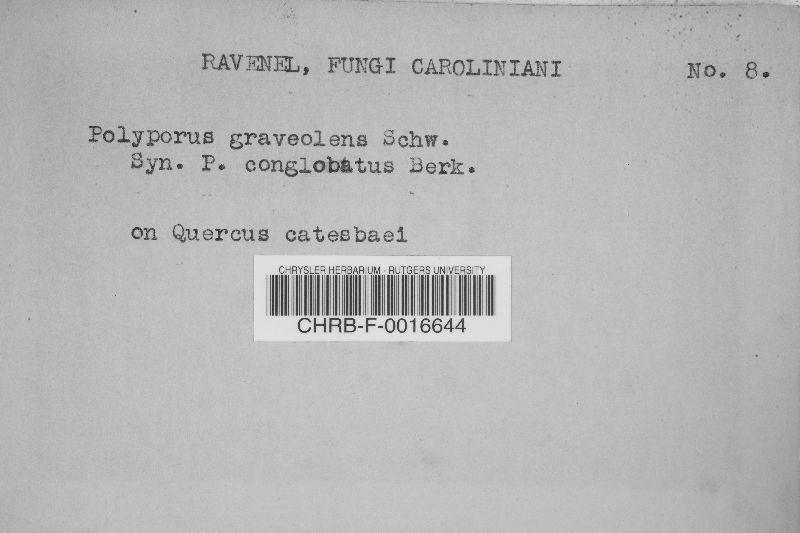 RAVENEL, FUNGI CAROLINIANI No. 8.
Polyporus graveolens Schw.
Syn. P. conglobatus Berk.
on Quercus catesbaei
CHRYSLER HERBARIUM - RUTGERS UNIVERSITY
CHRB-F-0016644